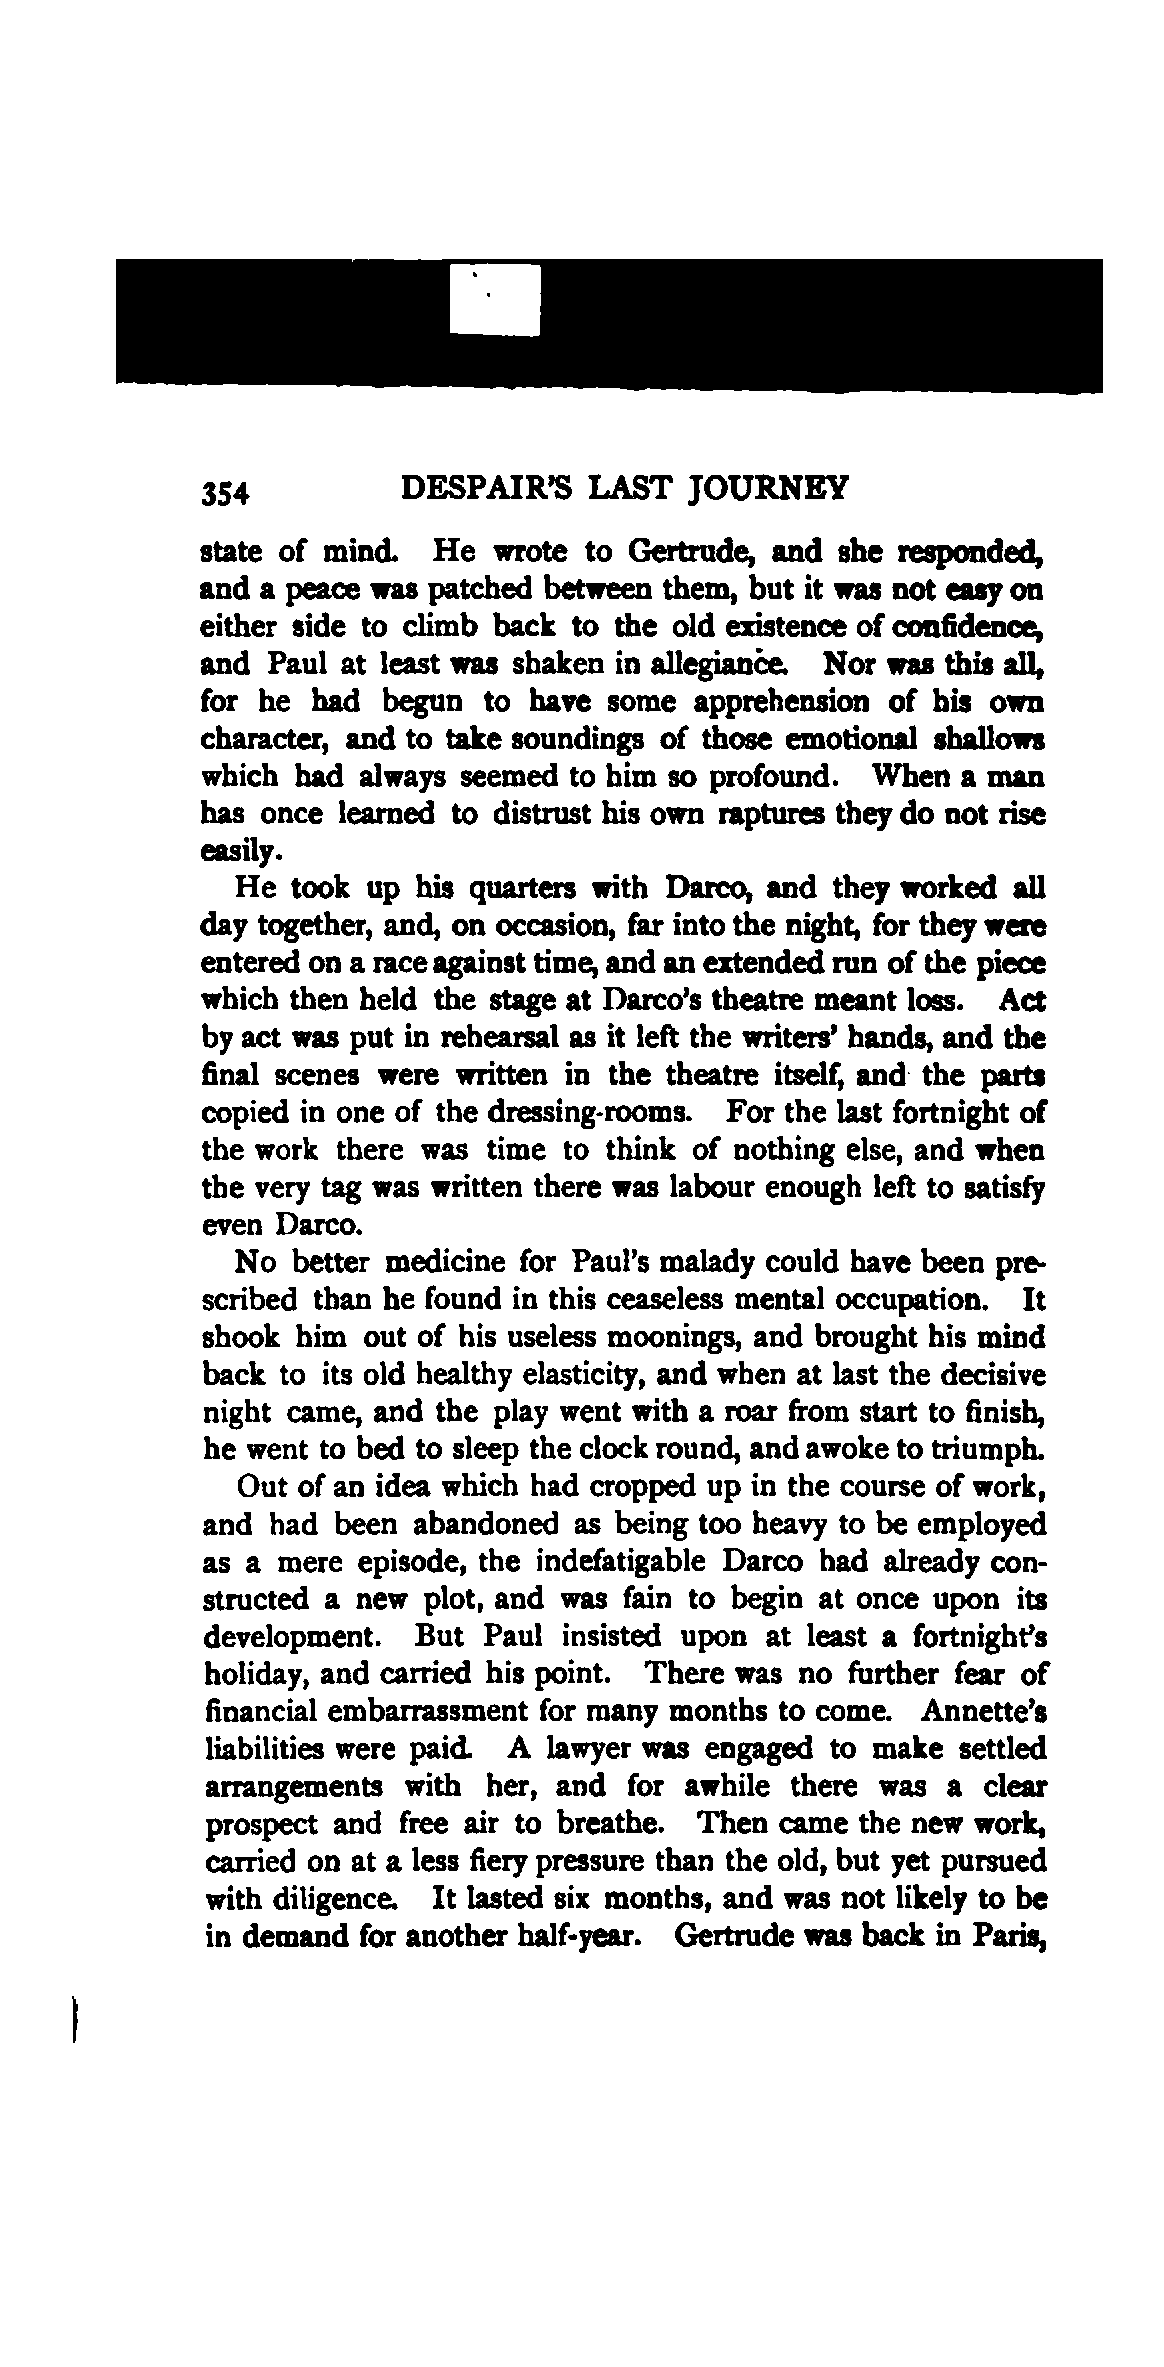 354 DESPAIR'S LAST JOURNEY
state of mind. He wrote to Gertrude, and she responded,
and a peace was patched between them, but it was not easy on
either side to climb back to the old existence of confidence,
and Paul at least was shaken in allegiance. Nor was this all,
for he had begun to have some apprehension of his own
character, and to take soundings of those emotional shallows
which had always seemed to him so profound. When a man
has once learned to distrust his own raptures they do not rise
easily.
He took up his quarters with Darco, and they worked all
day together, and, on occasion, far into the night, for they were
entered on a race against time, and an extended run of the piece
which then held the stage at Darco's theatre meant loss. Act
by act was put in rehearsal as it left the writers' hands, and the
final scenes were written in the theatre itself, and the parts
copied in one of the dressing-rooms. For the last fortnight of
the work there was time to think of nothing else, and when
the very tag was written there was labour enough left to satisfy
even Darco.
No better medicine for Paul's malady could have been pre-
scribed than he found in this ceaseless mental occupation. It
shook him out of his useless moonings, and brought his mind
back to its old healthy elasticity, and when at last the decisive
night came, and the play went with a roar from start to finish,
he went to bed to sleep the clock round, and awoke to triumph.
Out of an idea which had cropped up in the course of work,
and had been abandoned as being too heavy to be employed
as a mere episode, the indefatigable Darco had already con-
structed a new plot, and was fain to begin at once upon its
development. But Paul insisted upon at least a fortnight's
holiday, and carried his point. There was no further fear of
financial embarrassment for many months to come. Annette's
liabilities were paid. A lawyer was engaged to make settled
arrangements with her, and for awhile there was a clear
prospect and free air to breathe. Then came the new work,
carried on at a less fiery pressure than the old, but yet pursued
with diligence. It lasted six months, and was not likely to be
in demand for another half-year. Gertrude was back in Paris,